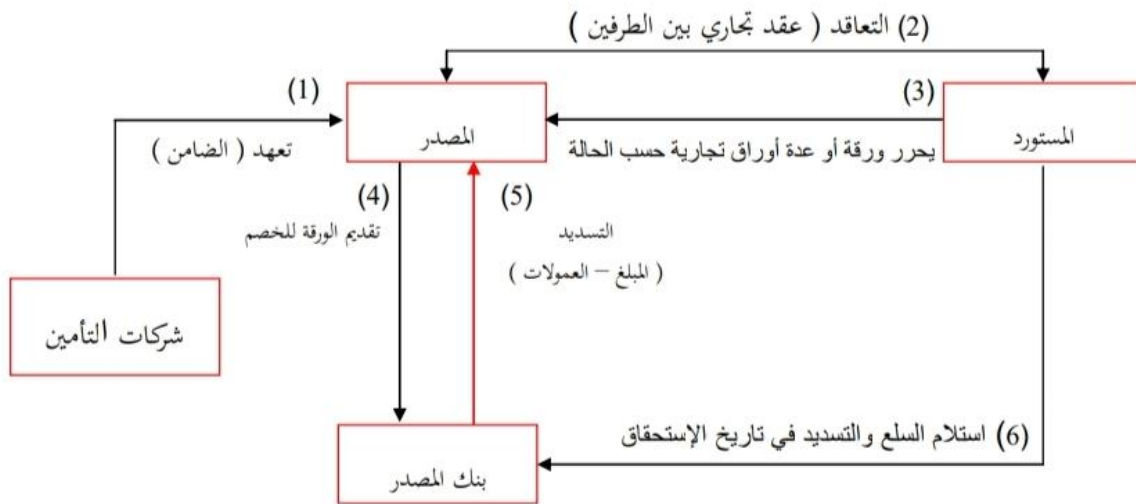 (2) التعاقد ( عقد تجاري بين الطرفين )
(1)
(3)
المصدر
المستورد
تعهد ( الضامن )
يحرر ورقة أو عدة أوراق تجارية حسب الحالة
(4)
(5)
تقديم الورقة للخصم
التسديد
( المبلغ – العمولات )
شركات التأمين
(6) استلام السلع والتسديد في تاريخ الإستحقاق
بنك المصدر